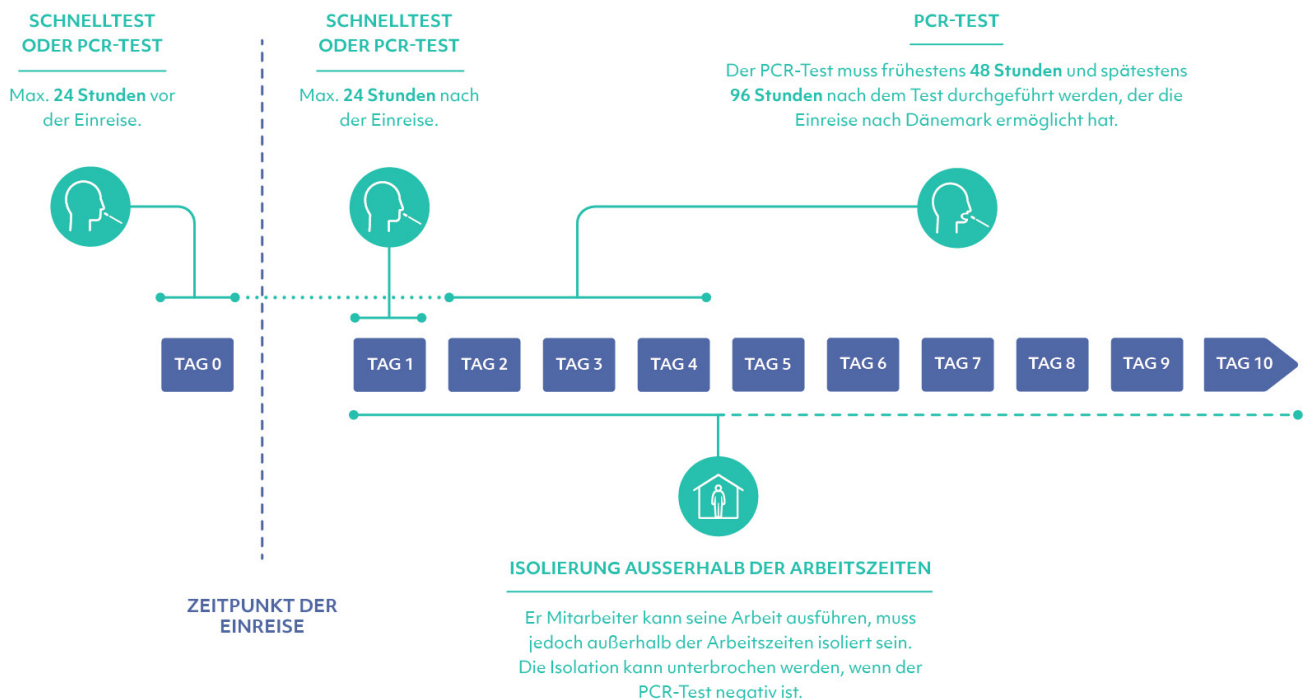 SCHNELLTEST
ODER PCR-TEST
Max. 24 Stunden vor
der Einreise.
SCHNELLTEST
ODER PCR-TEST
Max. 24 Stunden nach
der Einreise.
PCR-TEST
Der PCR-Test muss frühestens 48 Stunden und spätestens
96 Stunden nach dem Test durchgeführt werden, der die
Einreise nach Dänemark ermöglicht hat.
TAG 0
TAG 1
TAG 2
TAG 3
TAG 4
TAG 5
TAG 6
TAG 7
TAG 8
TAG 9
TAG 10
ZEITPUNKT DER
EINREISE
ISOLIERUNG AUSSERHALB DER ARBEITSZEITEN
Er Mitarbeiter kann seine Arbeit ausführen, muss
jedoch außerhalb der Arbeitszeiten isoliert sein.
Die Isolation kann unterbrochen werden, wenn der
PCR-Test negativ ist.